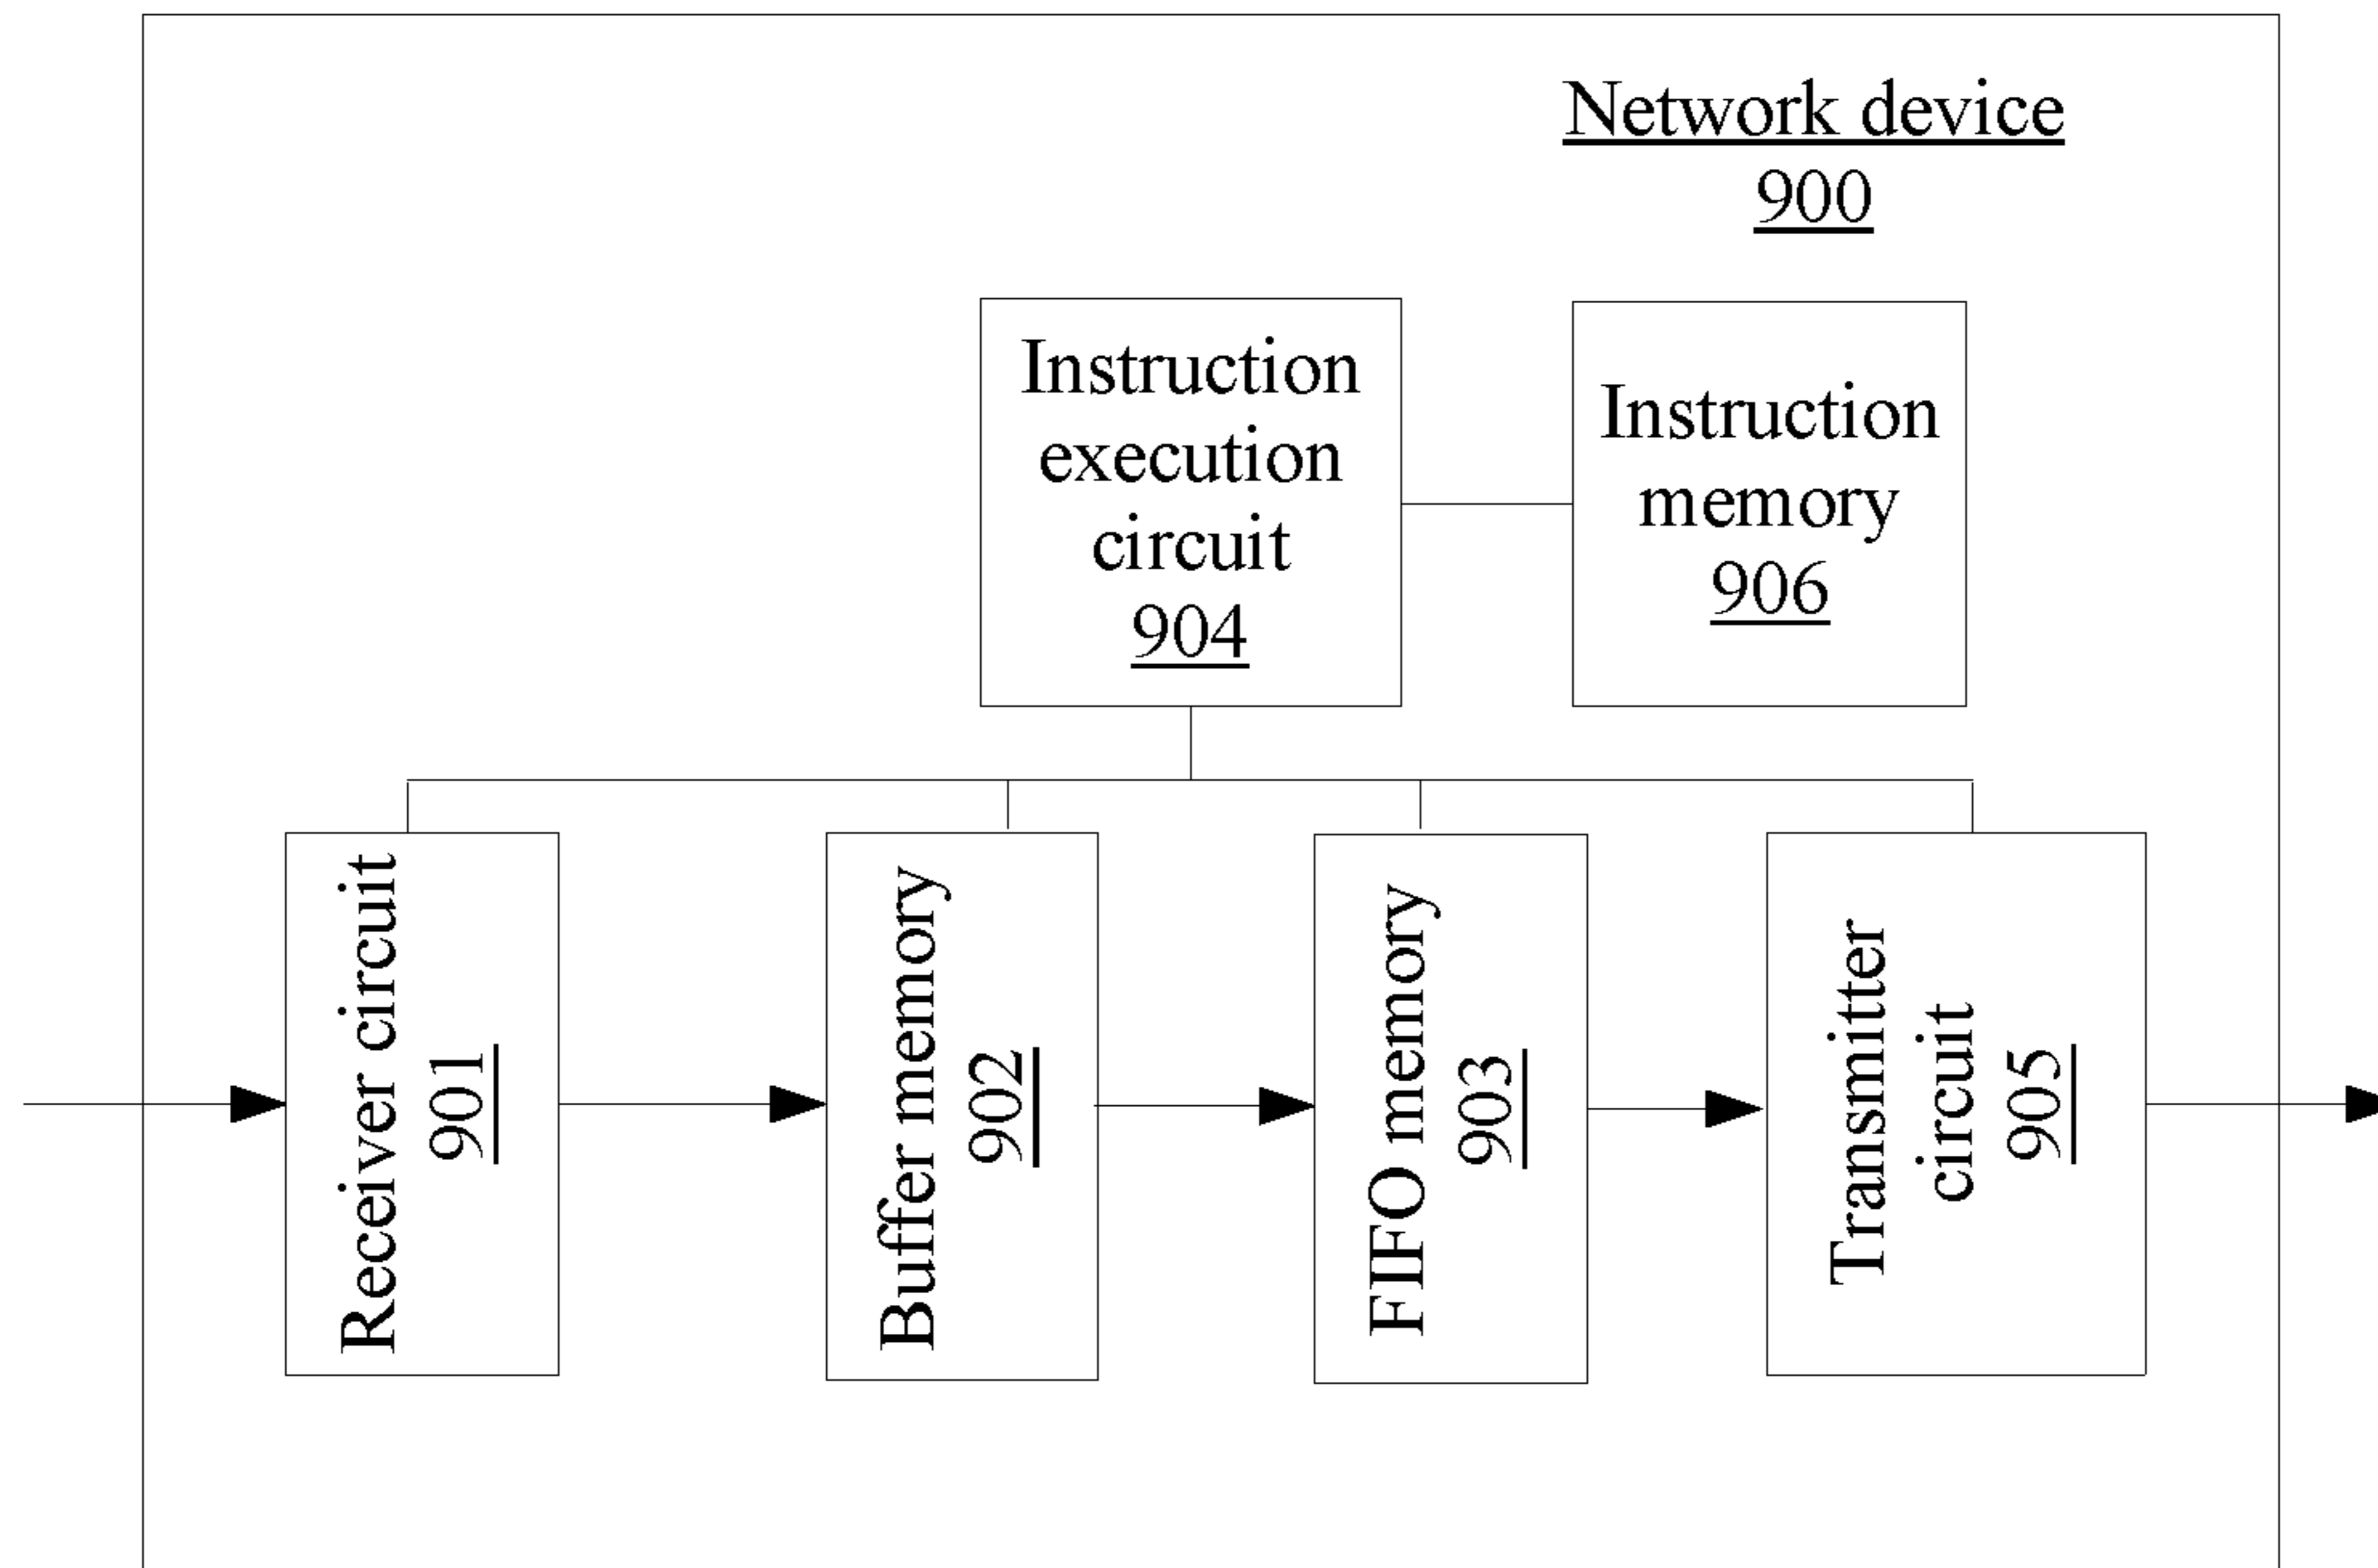 Network device
900
Instruction
execution
circuit
904
Instruction
memory
906
Receiver circuit
901
Buffer memory
902
FIFO memory
903
Transmitter
circuit
905